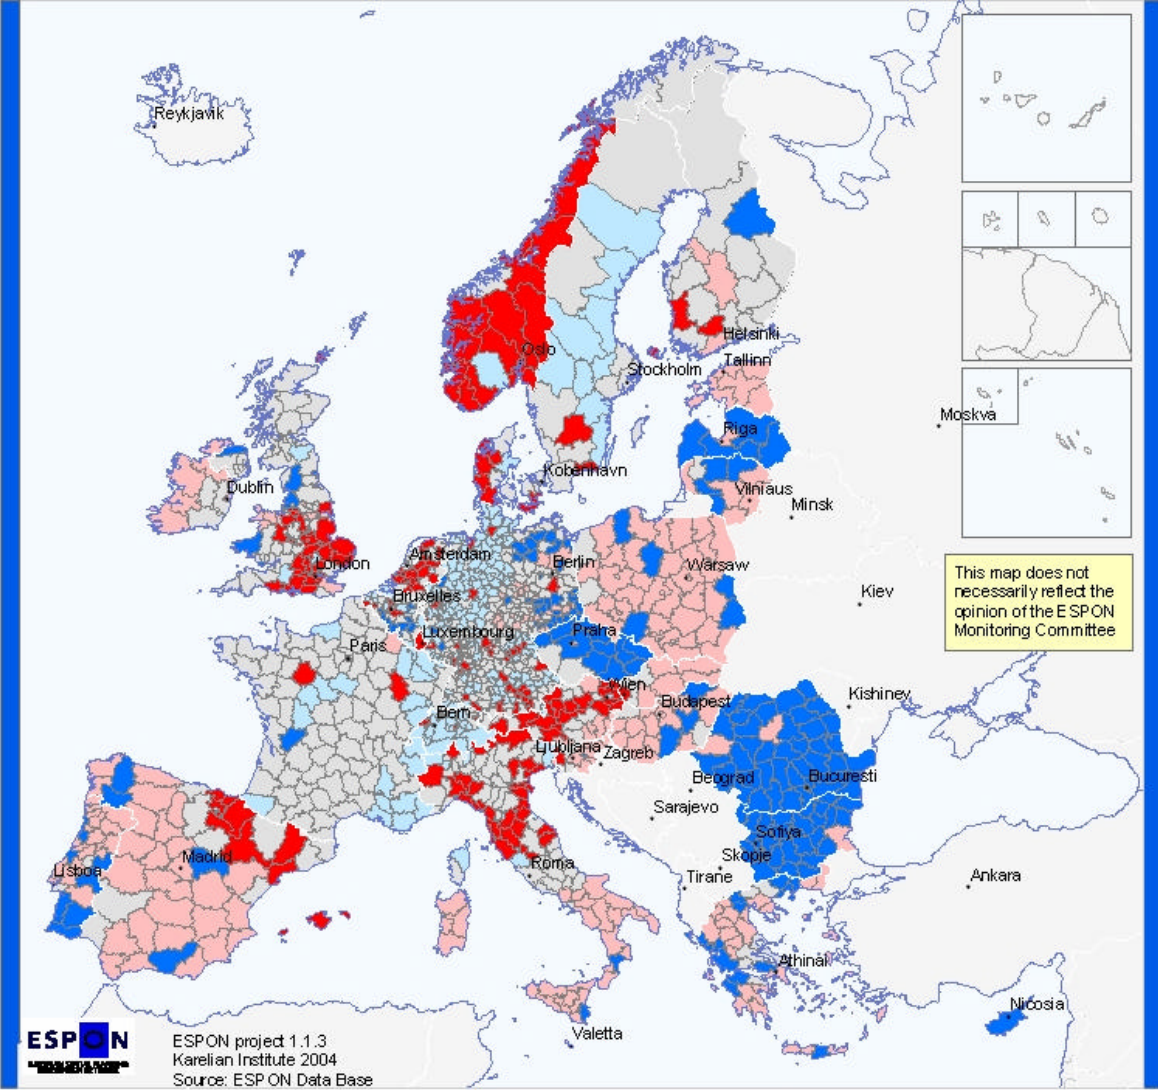 Reykjavik
Oslo
Helsinki
Stockholm
Tallinn
Moskva
Riga
Kobenhavn
Dublin
Vilniaus
Minsk
Amsterdam
London
Berlin
Warsaw
This map does not
necessarily reflect the
opinion of the ESPON
Monitoring Committee
Kiev
Bruxelles
Luxembourg
Praha
Paris
Wien
Kishinev
Budapest
Bern
Ljubljana
Zagreb
Beograd
Bucuresti
Sarajevo
Sofiya
Madrid
Skopje
Roma
Lisboa
Tirane
Ankara
Athinai
Nicosia
Valetta
ESPON
ESPON project 1.1.3
Karelian Institute 2004
Source: ESPON Data Base